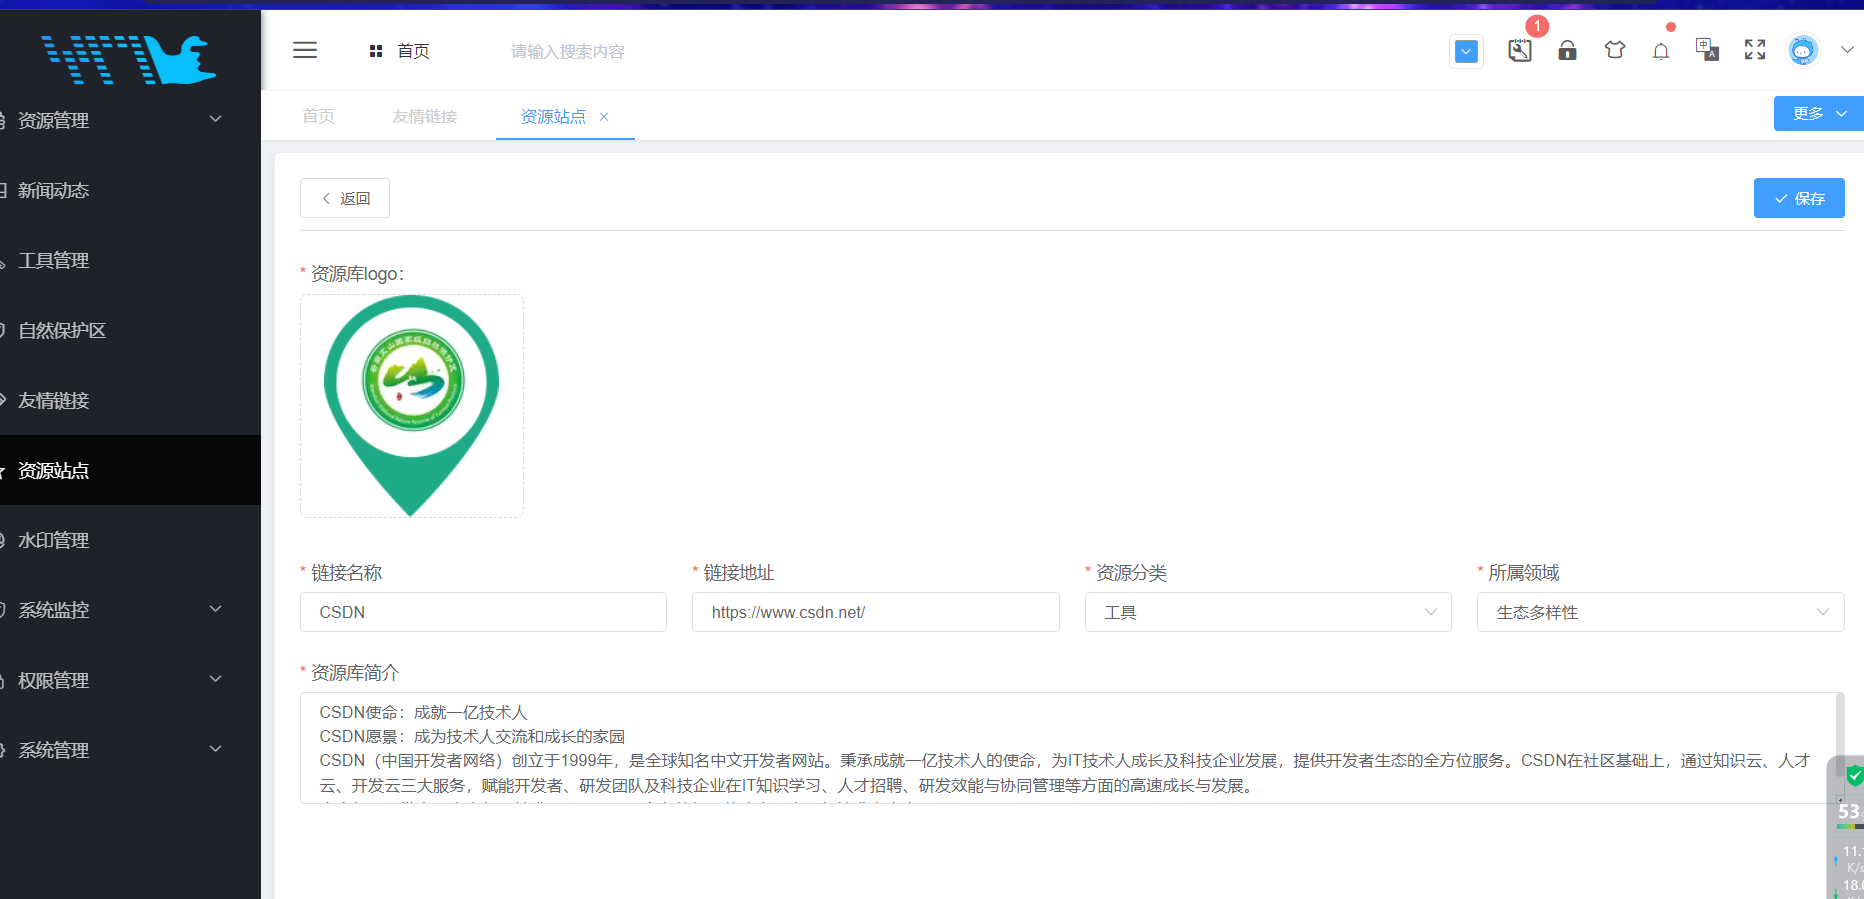 首页
请输入搜索内容
1
首页
友情链接
资源站点
更多
资源管理
新闻动态
工具管理
自然保护区
友情链接
资源站点
水印管理
系统监控
权限管理
系统管理
返回
保存
* 资源库logo：
* 链接名称
* 链接地址
* 资源分类
* 所属领域
CSDN
https://www.csdn.net/
工具
生态多样性
* 资源库简介
CSDN使命：成就一亿技术人
CSDN愿景：成为技术人交流和成长的家园
CSDN（中国开发者网络）创立于1999年，是全球知名中文开发者网站。秉承成就一亿技术人的使命，为IT技术人成长及科技企业发展，提供开发者生态的全方位服务。CSDN在社区基础上，通过知识云、人才
云、开发云三大服务，赋能开发者、研发团队及科技企业在IT知识学习、人才招聘、研发效能与协同管理等方面的高速成长与发展。
53
11.
K/s
18.